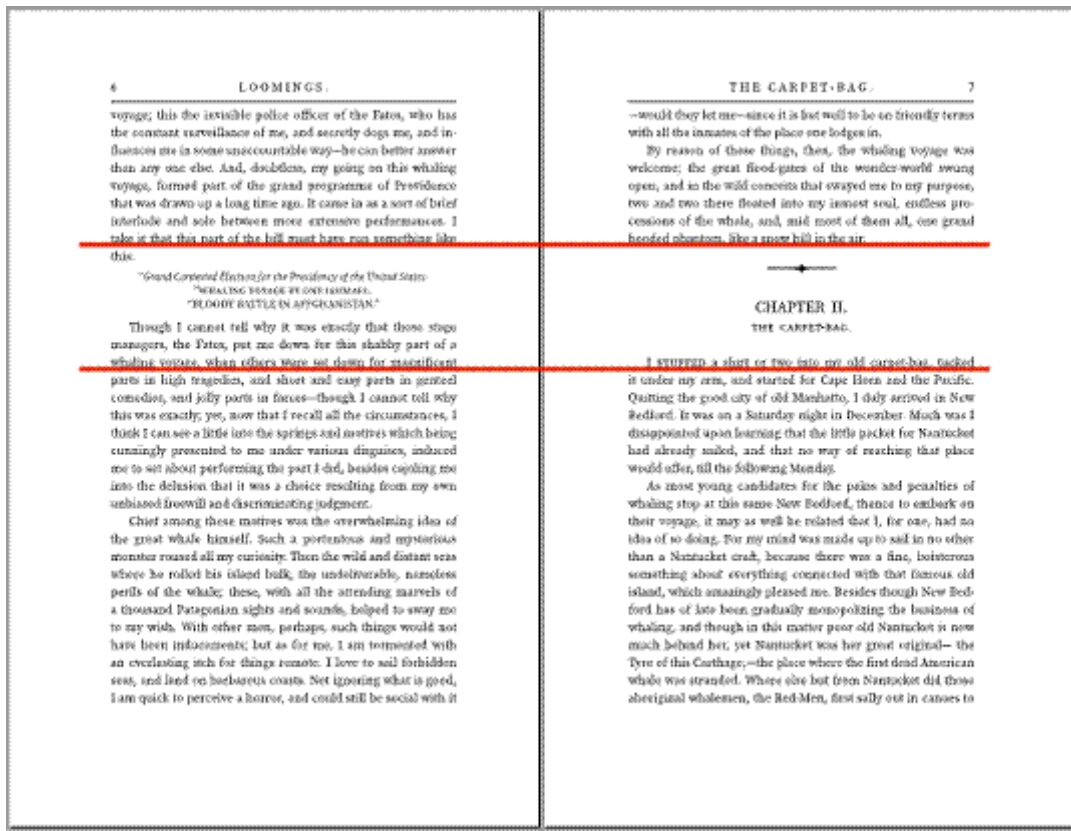 6 LOOMINGS.
voyage; this the invisible police officer of the Fates, who has
the constant surveillance of me, and secretly dogs me, and in-
fluences me in some unaccountable way—he can better answer
than any one else. And, doubtless, my going on this whaling
voyage, formed part of the grand programme of Providence
that was drawn up a long time ago. It came in as a sort of brief
interlude and solo between more extensive performances. I
take it that this part of the bill must have run something like
this:
"Grand Contested Election for the Presidency of the United States.
"WHALING VOYAGE BY ONE ISHMAEL.
"BLOODY BATTLE IN AFFGHANISTAN."
Though I cannot tell why it was exactly that those stage
managers, the Fates, put me down for this shabby part of a
whaling voyage, when others were set down for magnificent
parts in high tragedies, and short and easy parts in genteel
comedies, and jolly parts in farces—though I cannot tell why
this was exactly; yet, now that I recall all the circumstances, I
think I can see a little into the springs and motives which being
cunningly presented to me under various disguises, induced
me to set about performing the part I did, besides cajoling me
into the delusion that it was a choice resulting from my own
unbiased freewill and discriminating judgment.
Chief among these motives was the overwhelming idea of
the great whale himself. Such a portentous and mysterious
monster roused all my curiosity. Then the wild and distant seas
where he rolled his island bulk; the undeliverable, nameless
perils of the whale; these, with all the attending marvels of
a thousand Patagonian sights and sounds, helped to sway me
to my wish. With other men, perhaps, such things would not
have been inducements; but as for me, I am tormented with
an everlasting itch for things remote. I love to sail forbidden
seas, and land on barbarous coasts. Not ignoring what is good,
I am quick to perceive a horror, and could still be social with it
THE CARPET-BAG. 7
—would they let me—since it is but well to be on friendly terms
with all the inmates of the place one lodges in.
By reason of these things, then, the whaling voyage was
welcome; the great flood-gates of the wonder-world swung
open, and in the wild conceits that swayed me to my purpose,
two and two there floated into my inmost soul, endless pro-
cessions of the whale, and, mid most of them all, one grand
hooded phantom, like a snow hill in the air.
CHAPTER II.
THE CARPET-BAG.
I STUFFED a shirt or two into my old carpet-bag, tucked
it under my arm, and started for Cape Horn and the Pacific.
Quitting the good city of old Manhatto, I duly arrived in New
Bedford. It was on a Saturday night in December. Much was I
disappointed upon learning that the little packet for Nantucket
had already sailed, and that no way of reaching that place
would offer, till the following Monday.
As most young candidates for the pains and penalties of
whaling stop at this same New Bedford, thence to embark on
their voyage, it may as well be related that I, for one, had no
idea of so doing. For my mind was made up to sail in no other
than a Nantucket craft, because there was a fine, boisterous
something about everything connected with that famous old
island, which amazingly pleased me. Besides though New Bed-
ford has of late been gradually monopolizing the business of
whaling, and though in this matter poor old Nantucket is now
much behind her, yet Nantucket was her great original— the
Tyre of this Carthage;—the place where the first dead American
whale was stranded. Where else but from Nantucket did those
aboriginal whalemen, the Red-Men, first sally out in canoes to